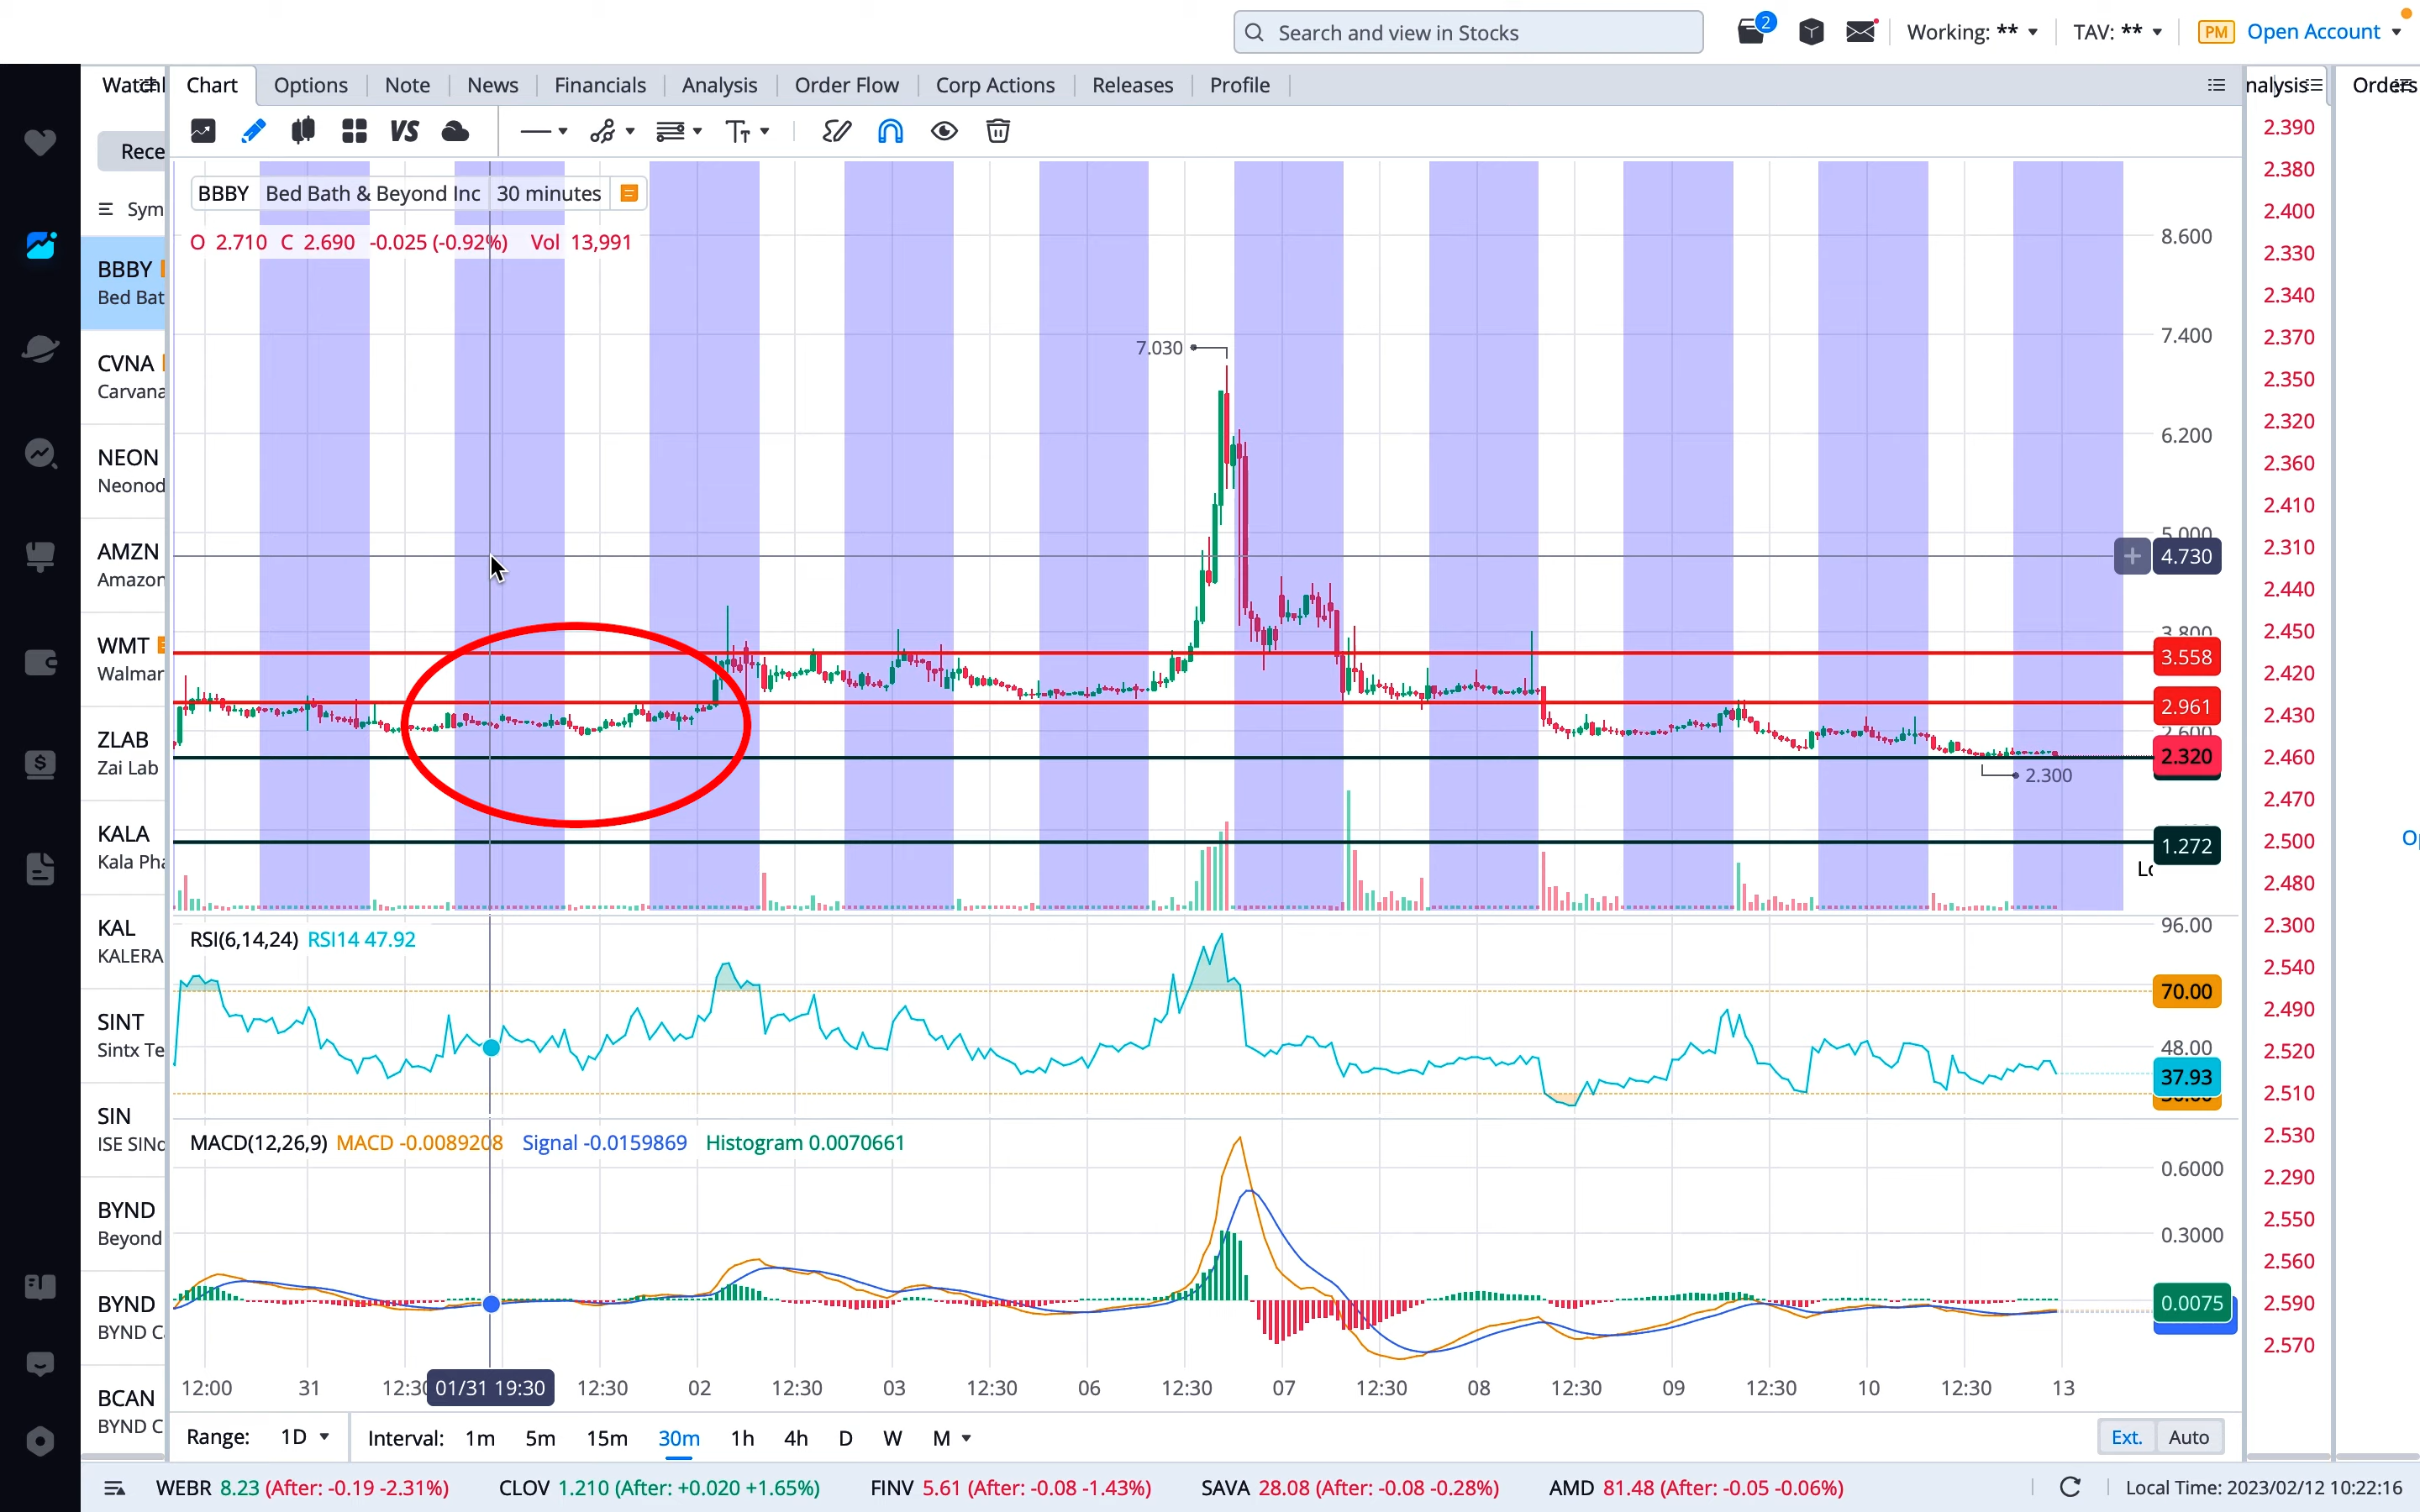 Search and view in Stocks
2
Working: **
TAV: **
PM
Open Account
Watchl
Chart
Options
Note
News
Financials
Analysis
Order Flow
Corp Actions
Releases
Profile
nalysis
Orders
VS
Rece
Sym
BBBY
Bed Bat
CVNA
Carvana
NEON
Neonod
AMZN
Amazon
WMT
Walmar
ZLAB
Zai Lab
KALA
Kala Pha
KAL
KALERA
SINT
Sintx Te
SIN
ISE SIN
BYND
Beyond
BYND
BYND C
BCAN
BYND C
BBBY Bed Bath & Beyond Inc 30 minutes
O 2.710 C 2.690 -0.025 (-0.92%) Vol 13,991
7.030
2.300
8.600
7.400
6.200
5.000
4.730
3.800
3.558
2.961
2.600
2.320
1.272
RSI(6,14,24) RSI14 47.92
96.00
70.00
48.00
37.93
30.00
MACD(12,26,9) MACD -0.0089208 Signal -0.0159869 Histogram 0.0070661
0.6000
0.3000
0.0075
12:00 31 12:30 01/31 19:30 12:30 02 12:30 03 12:30 06 12:30 07 12:30 08 12:30 09 12:30 10 12:30 13
Range: 1D Interval: 1m 5m 15m 30m 1h 4h D W M
Ext. Auto
2.390
2.380
2.400
2.330
2.340
2.370
2.350
2.320
2.360
2.410
2.310
2.440
2.450
2.420
2.430
2.460
2.470
2.500
2.480
2.300
2.540
2.490
2.520
2.510
2.530
2.290
2.550
2.560
2.590
2.570
WEBR 8.23 (After: -0.19 -2.31%)
CLOV 1.210 (After: +0.020 +1.65%)
FINV 5.61 (After: -0.08 -1.43%)
SAVA 28.08 (After: -0.08 -0.28%)
AMD 81.48 (After: -0.05 -0.06%)
Local Time: 2023/02/12 10:22:16